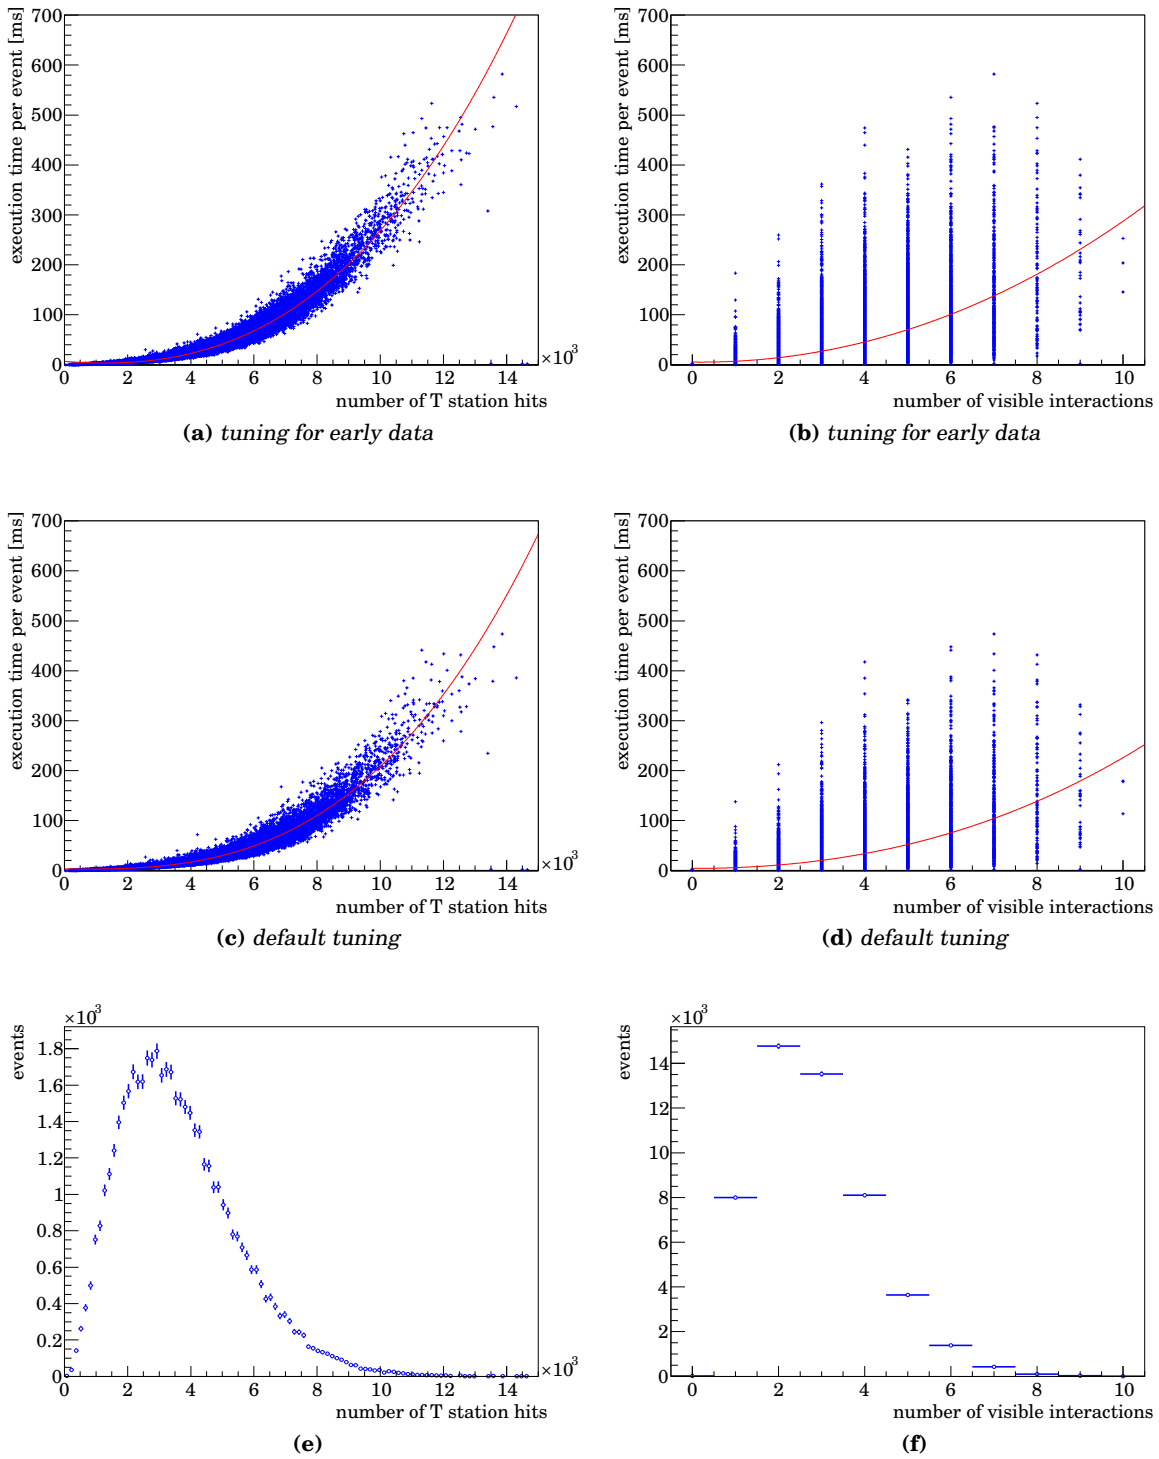 execution time per event [ms]
700
600
500
400
300
200
100
0
0 2 4 6 8 10 12 14
×10³
number of T station hits
(a) tuning for early data
execution time per event [ms]
700
600
500
400
300
200
100
0
0 2 4 6 8 10
number of visible interactions
(b) tuning for early data
execution time per event [ms]
700
600
500
400
300
200
100
0
0 2 4 6 8 10 12 14
×10³
number of T station hits
(c) default tuning
execution time per event [ms]
700
600
500
400
300
200
100
0
0 2 4 6 8 10
number of visible interactions
(d) default tuning
×10³
events
1.8
1.6
1.4
1.2
1
0.8
0.6
0.4
0.2
0
0 2 4 6 8 10 12 14
×10³
number of T station hits
(e)
×10³
events
14
12
10
8
6
4
2
0
0 2 4 6 8 10
number of visible interactions
(f)